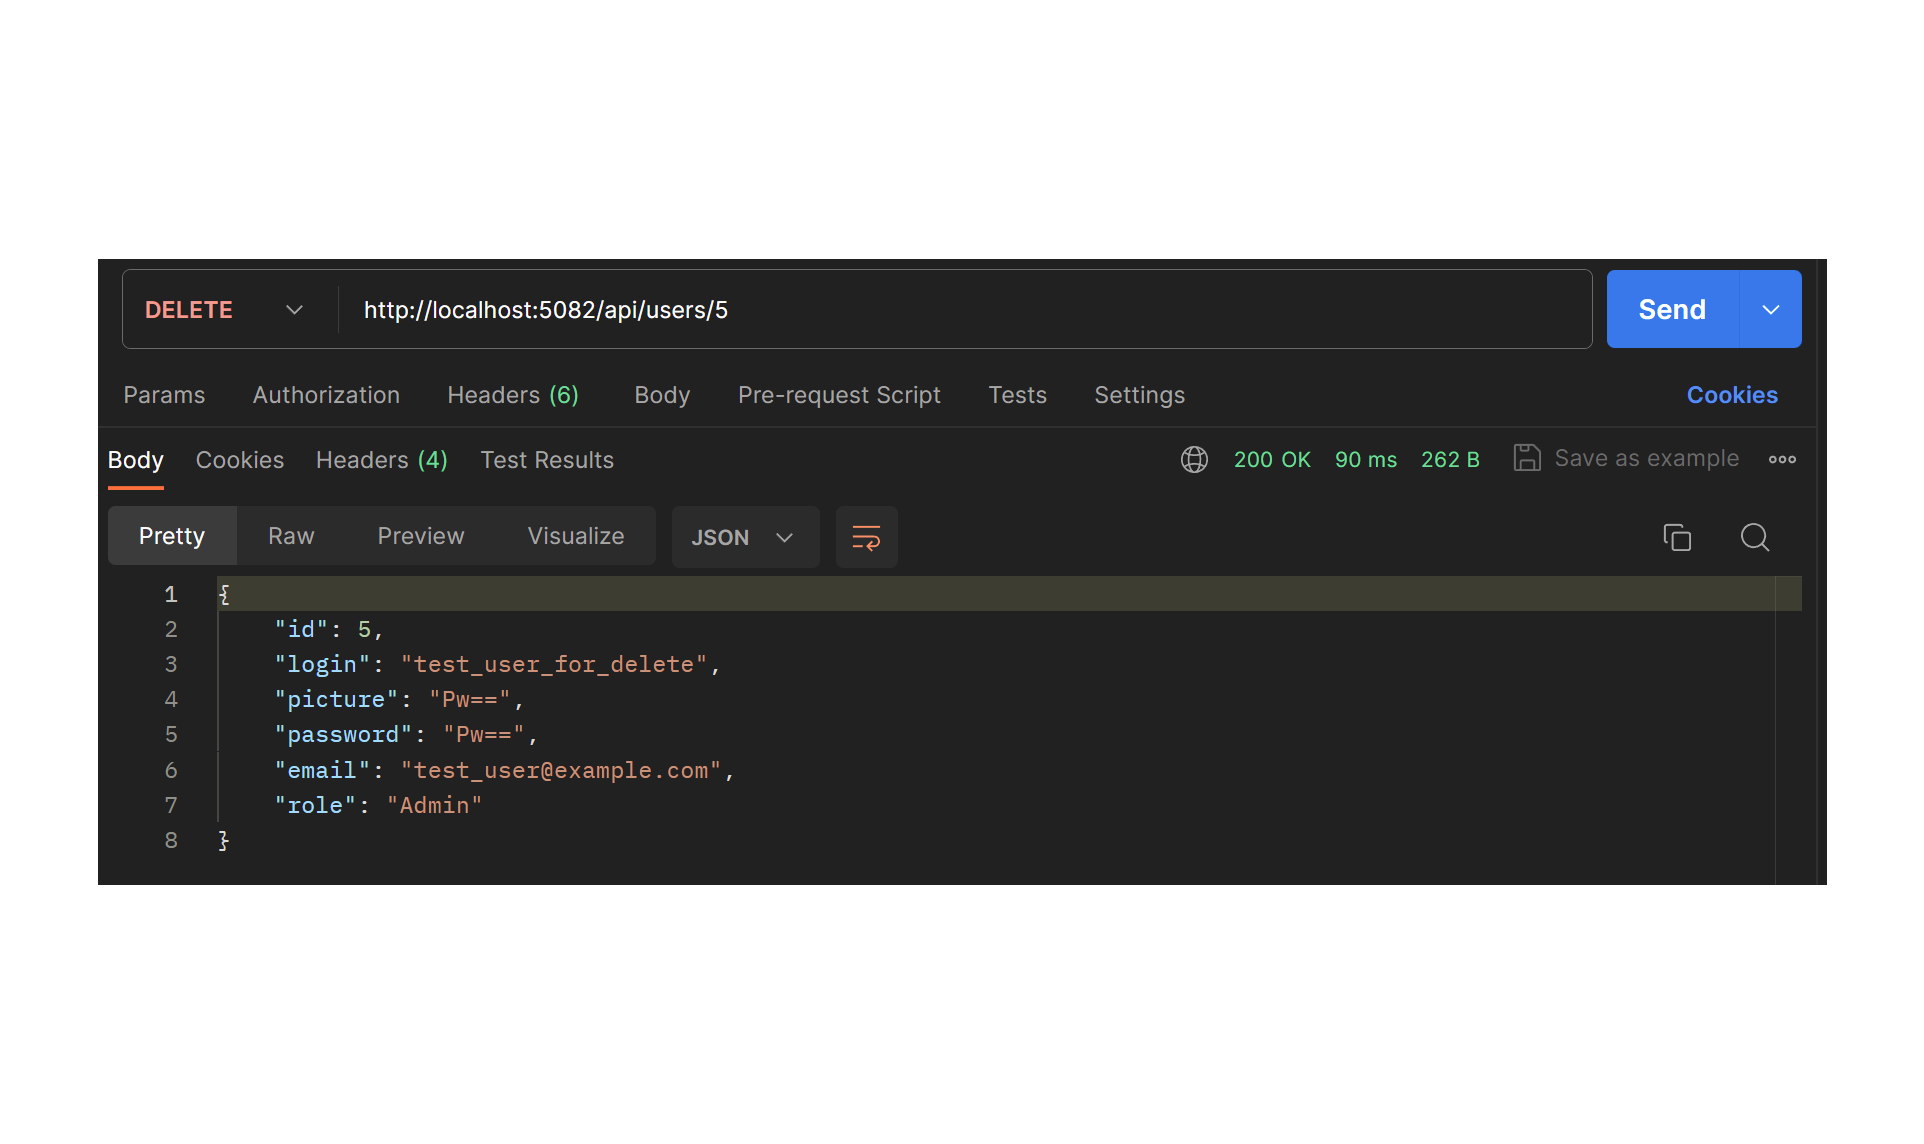 DELETE http://localhost:5082/api/users/5 Send
Params Authorization Headers (6) Body Pre-request Script Tests Settings Cookies
Body Cookies Headers (4) Test Results 200 OK 90 ms 262 B Save as example
Pretty Raw Preview Visualize JSON
1 {
2 "id": 5,
3 "login": "test_user_for_delete",
4 "picture": "Pw==",
5 "password": "Pw==",
6 "email": "test_user@example.com",
7 "role": "Admin"
8 }